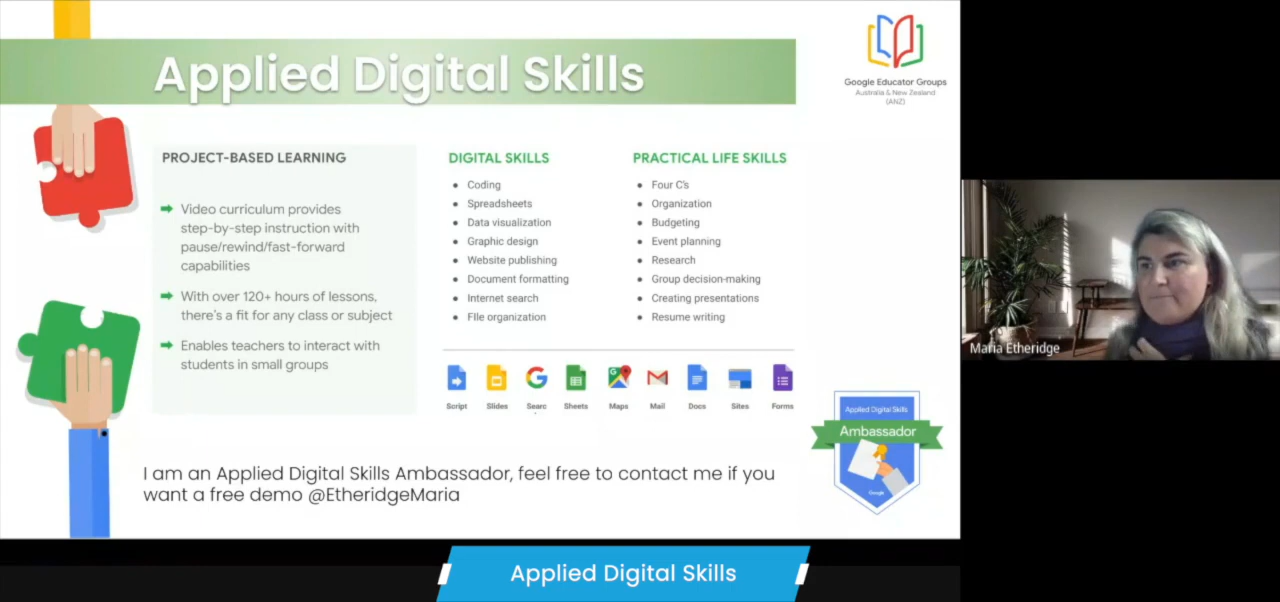 Applied Digital Skills
Google Educator Groups
Australia & New Zealand
(ANZ)
PROJECT-BASED LEARNING
Video curriculum provides
step-by-step instruction with
pause/rewind/fast-forward
capabilities
With over 120+ hours of lessons,
there's a fit for any class or subject
Enables teachers to interact with
students in small groups
DIGITAL SKILLS
Coding
Spreadsheets
Data visualization
Graphic design
Website publishing
Document formatting
Internet search
FIle organization
PRACTICAL LIFE SKILLS
Four C's
Organization
Budgeting
Event planning
Research
Group decision-making
Creating presentations
Resume writing
Script Slides Searc Sheets Maps Mail Docs Sites Forms
Applied Digital Skills
Ambassador
Google
I am an Applied Digital Skills Ambassador, feel free to contact me if you
want a free demo @EtheridgeMaria
Maria Etheridge
Applied Digital Skills